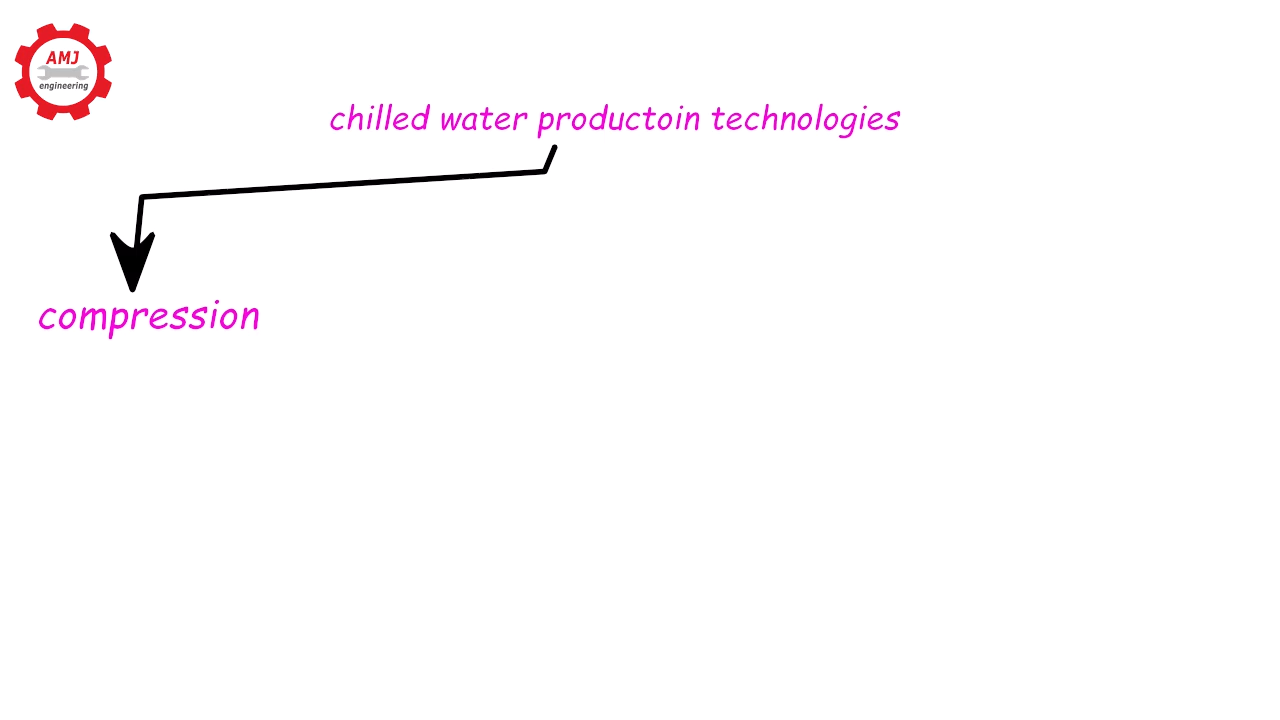 AMJ
engineering
chilled water productoin technologies
compression